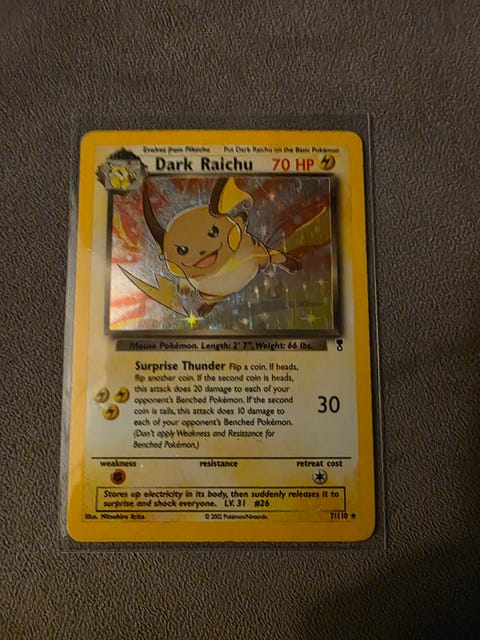 Evolves from Pikachu Put Dark Raichu on the Basic Pokémon
Dark Raichu 70 HP
Mouse Pokémon. Length: 2' 7", Weight: 66 lbs.
Surprise Thunder Flip a coin. If heads,
flip another coin. If the second coin is heads,
this attack does 20 damage to each of your
opponent's Benched Pokémon. If the second
coin is tails, this attack does 10 damage to
each of your opponent's Benched Pokémon.
(Don't apply Weakness and Resistance for
Benched Pokémon.)
30
weakness resistance retreat cost
Stores up electricity in its body, then suddenly releases it to
surprise and shock everyone. LV. 31 #26
Illus. Mitsuhiro Arita © 2002 Pokémon/Nintendo 7/110